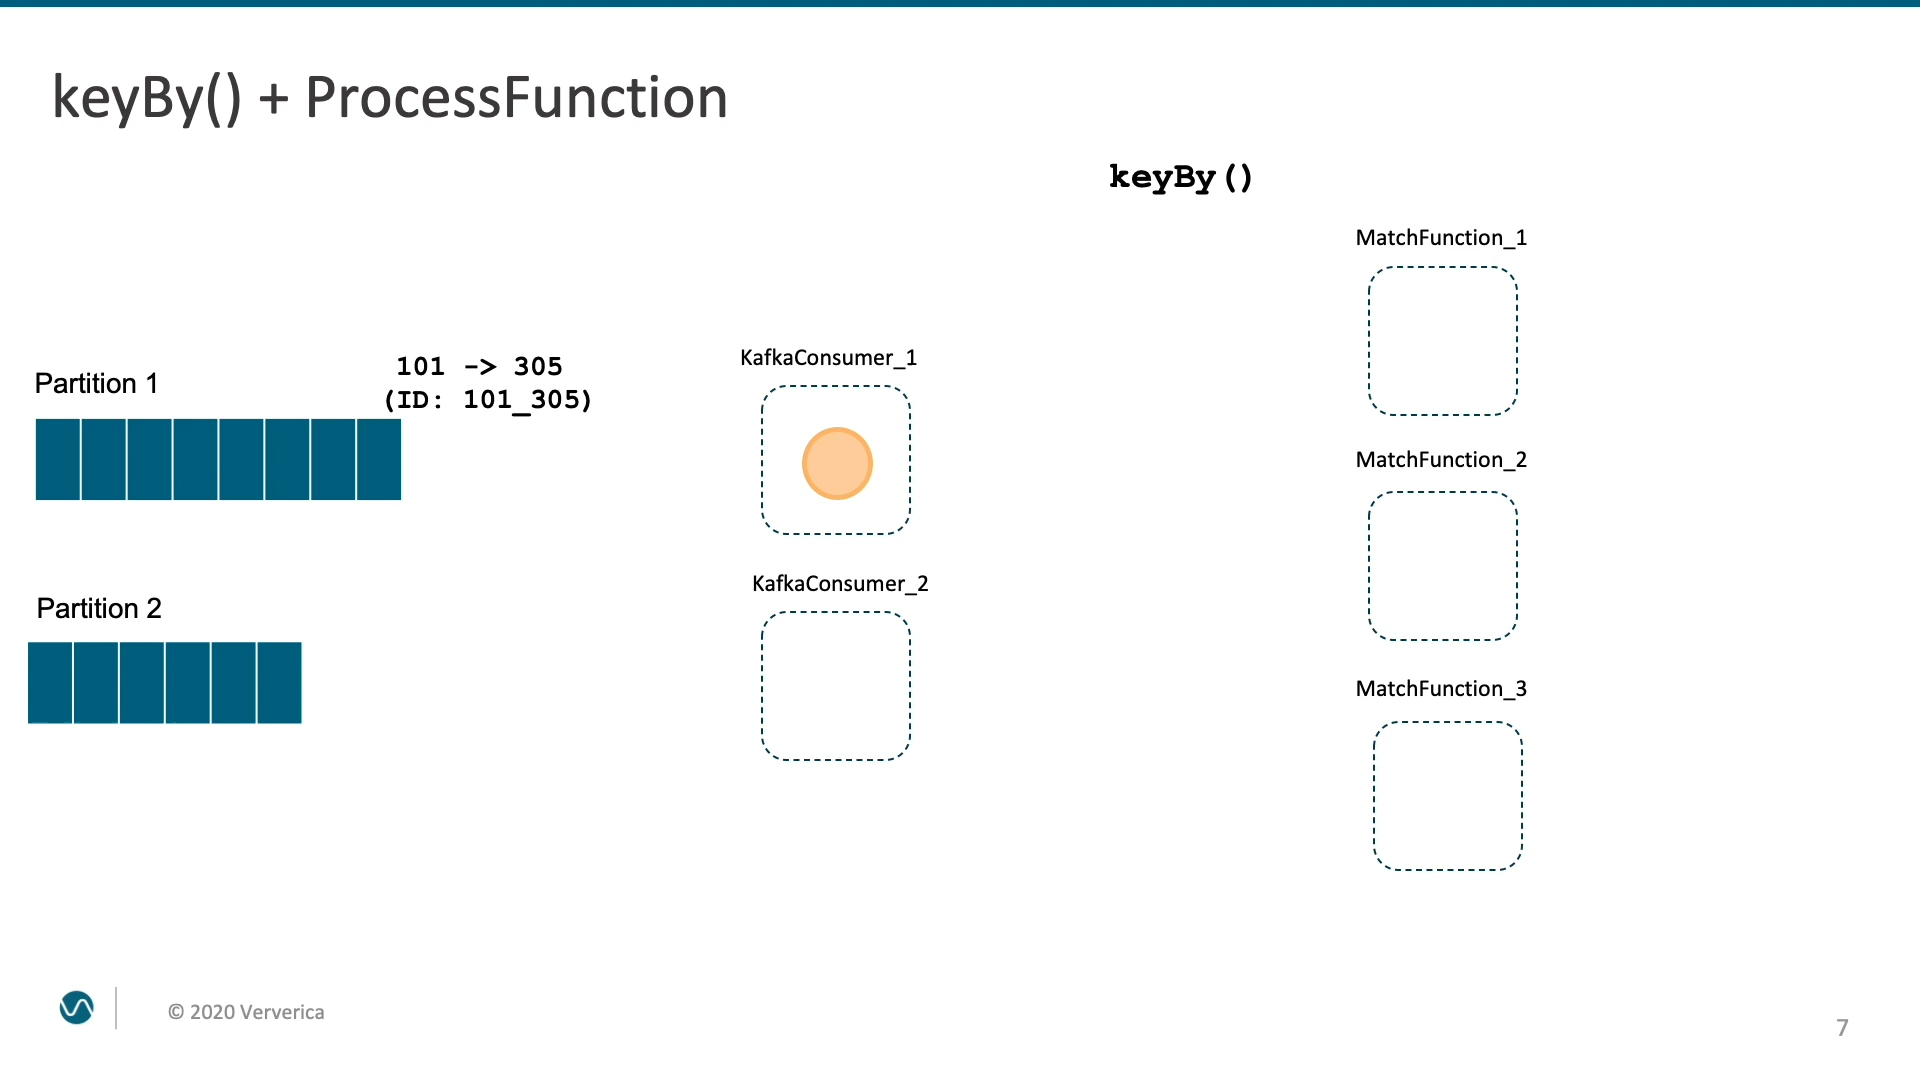 keyBy() + ProcessFunction
keyBy()
MatchFunction_1
Partition 1
101 -> 305
(ID: 101_305)
KafkaConsumer_1
MatchFunction_2
Partition 2
KafkaConsumer_2
MatchFunction_3
© 2020 Ververica
7